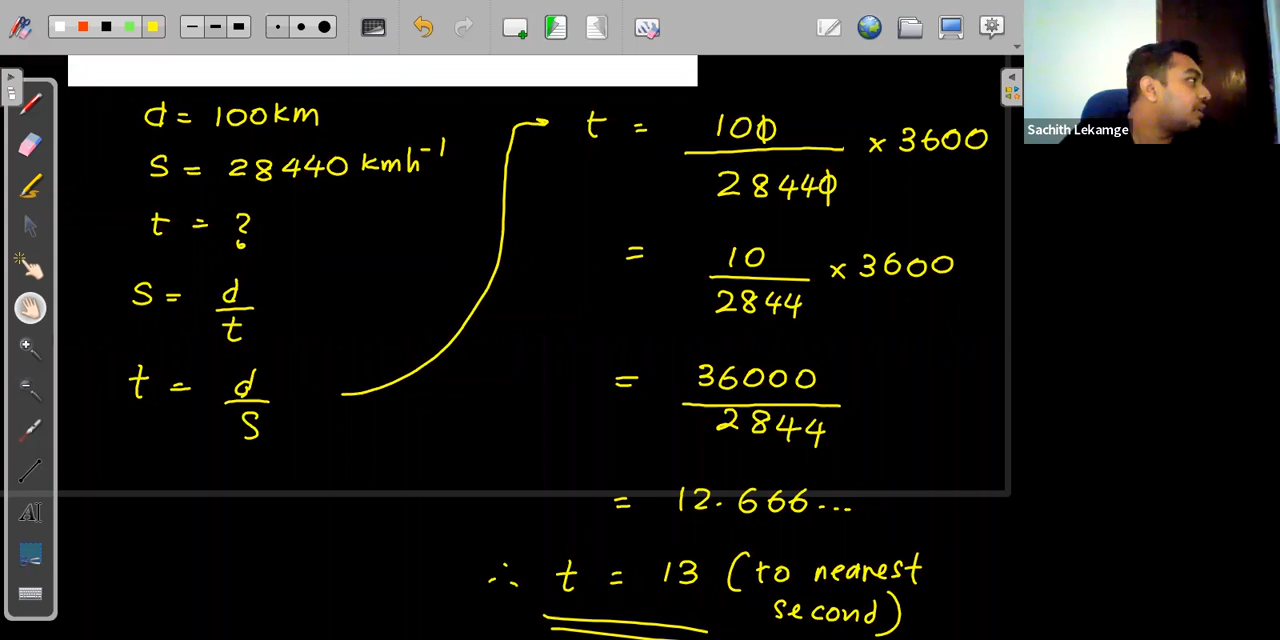 d = 100km
S = 28440 kmh⁻¹
t = ?
S = d/t
t = d/S
t = 100/28440 × 3600
= 10/2844 × 3600
= 36000/2844
= 12.666...
∴ t = 13 (to nearest
second)
Sachith Lekamge
AI